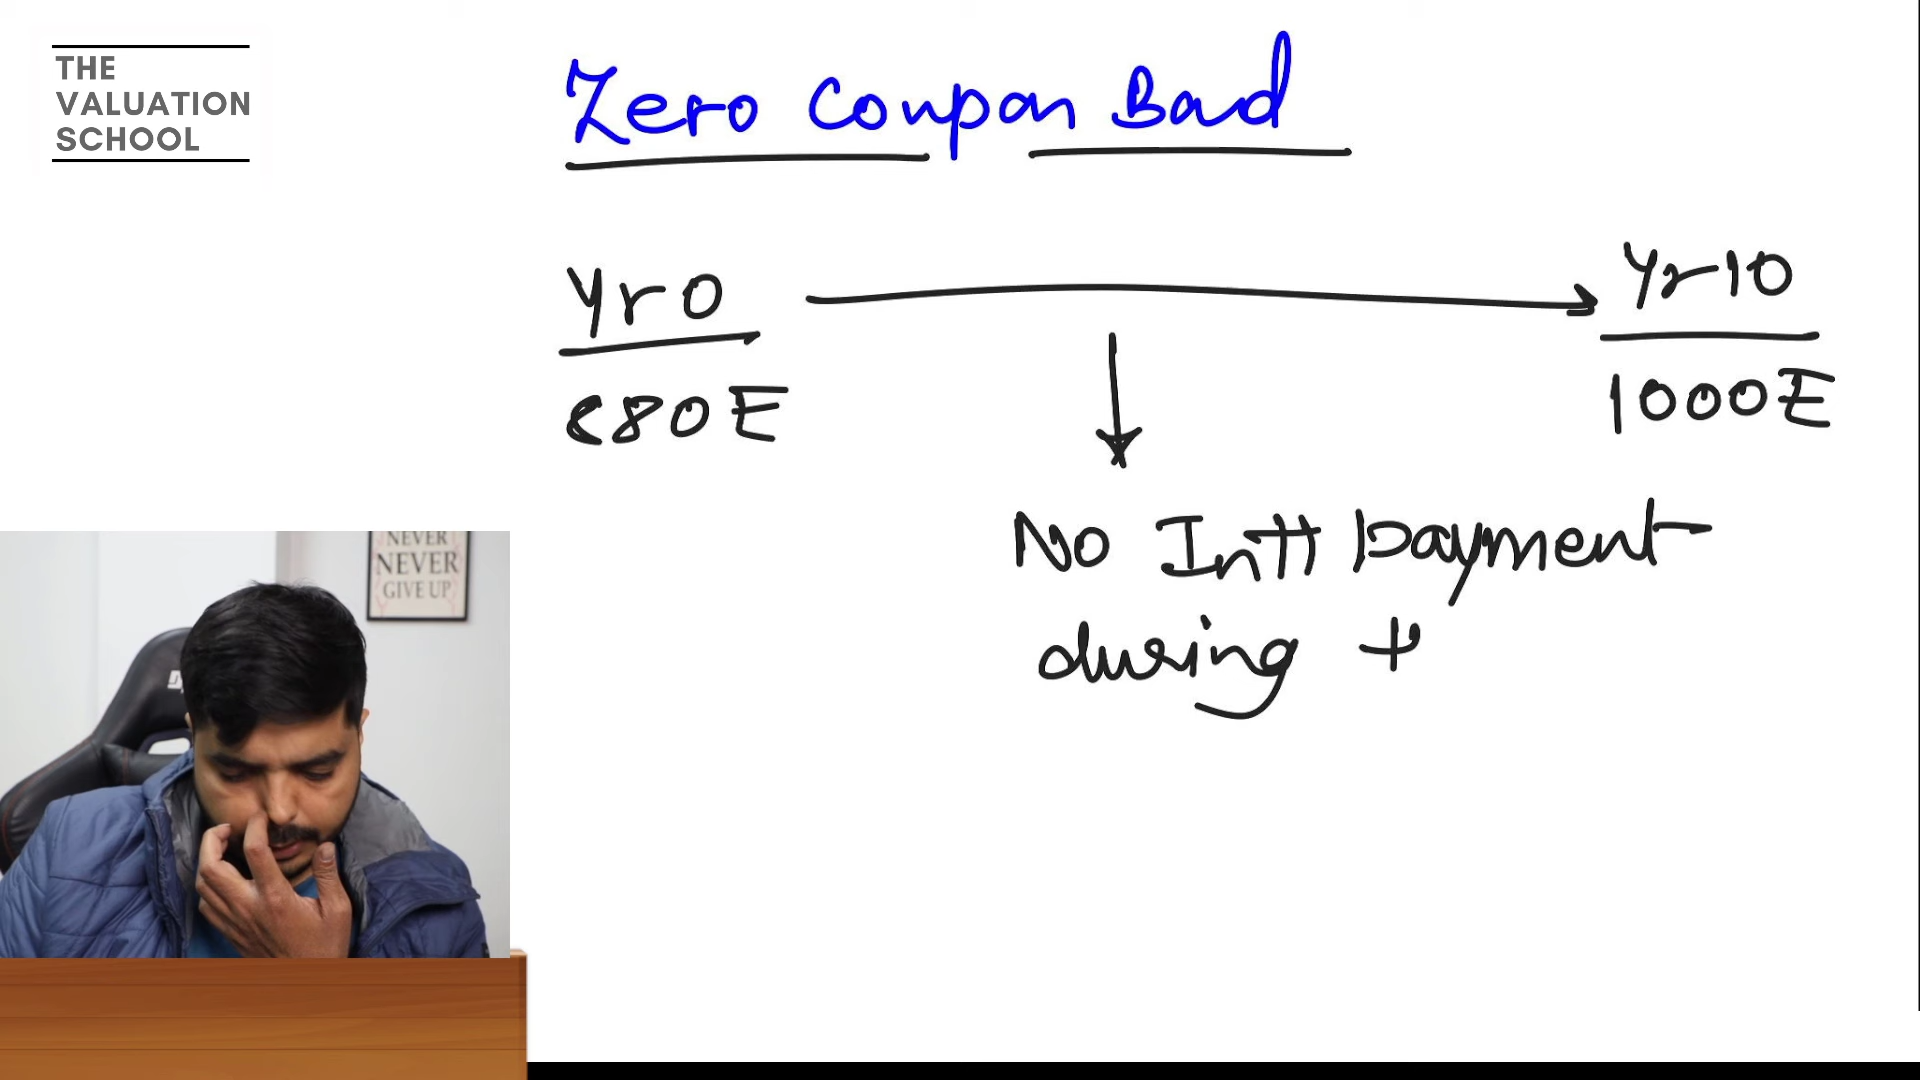 THE
VALUATION
SCHOOL
Zero Coupon Bond
Yr 0
Yr 10
880E
1000E
No Intt payment
during
NEVER
NEVER
GIVE UP